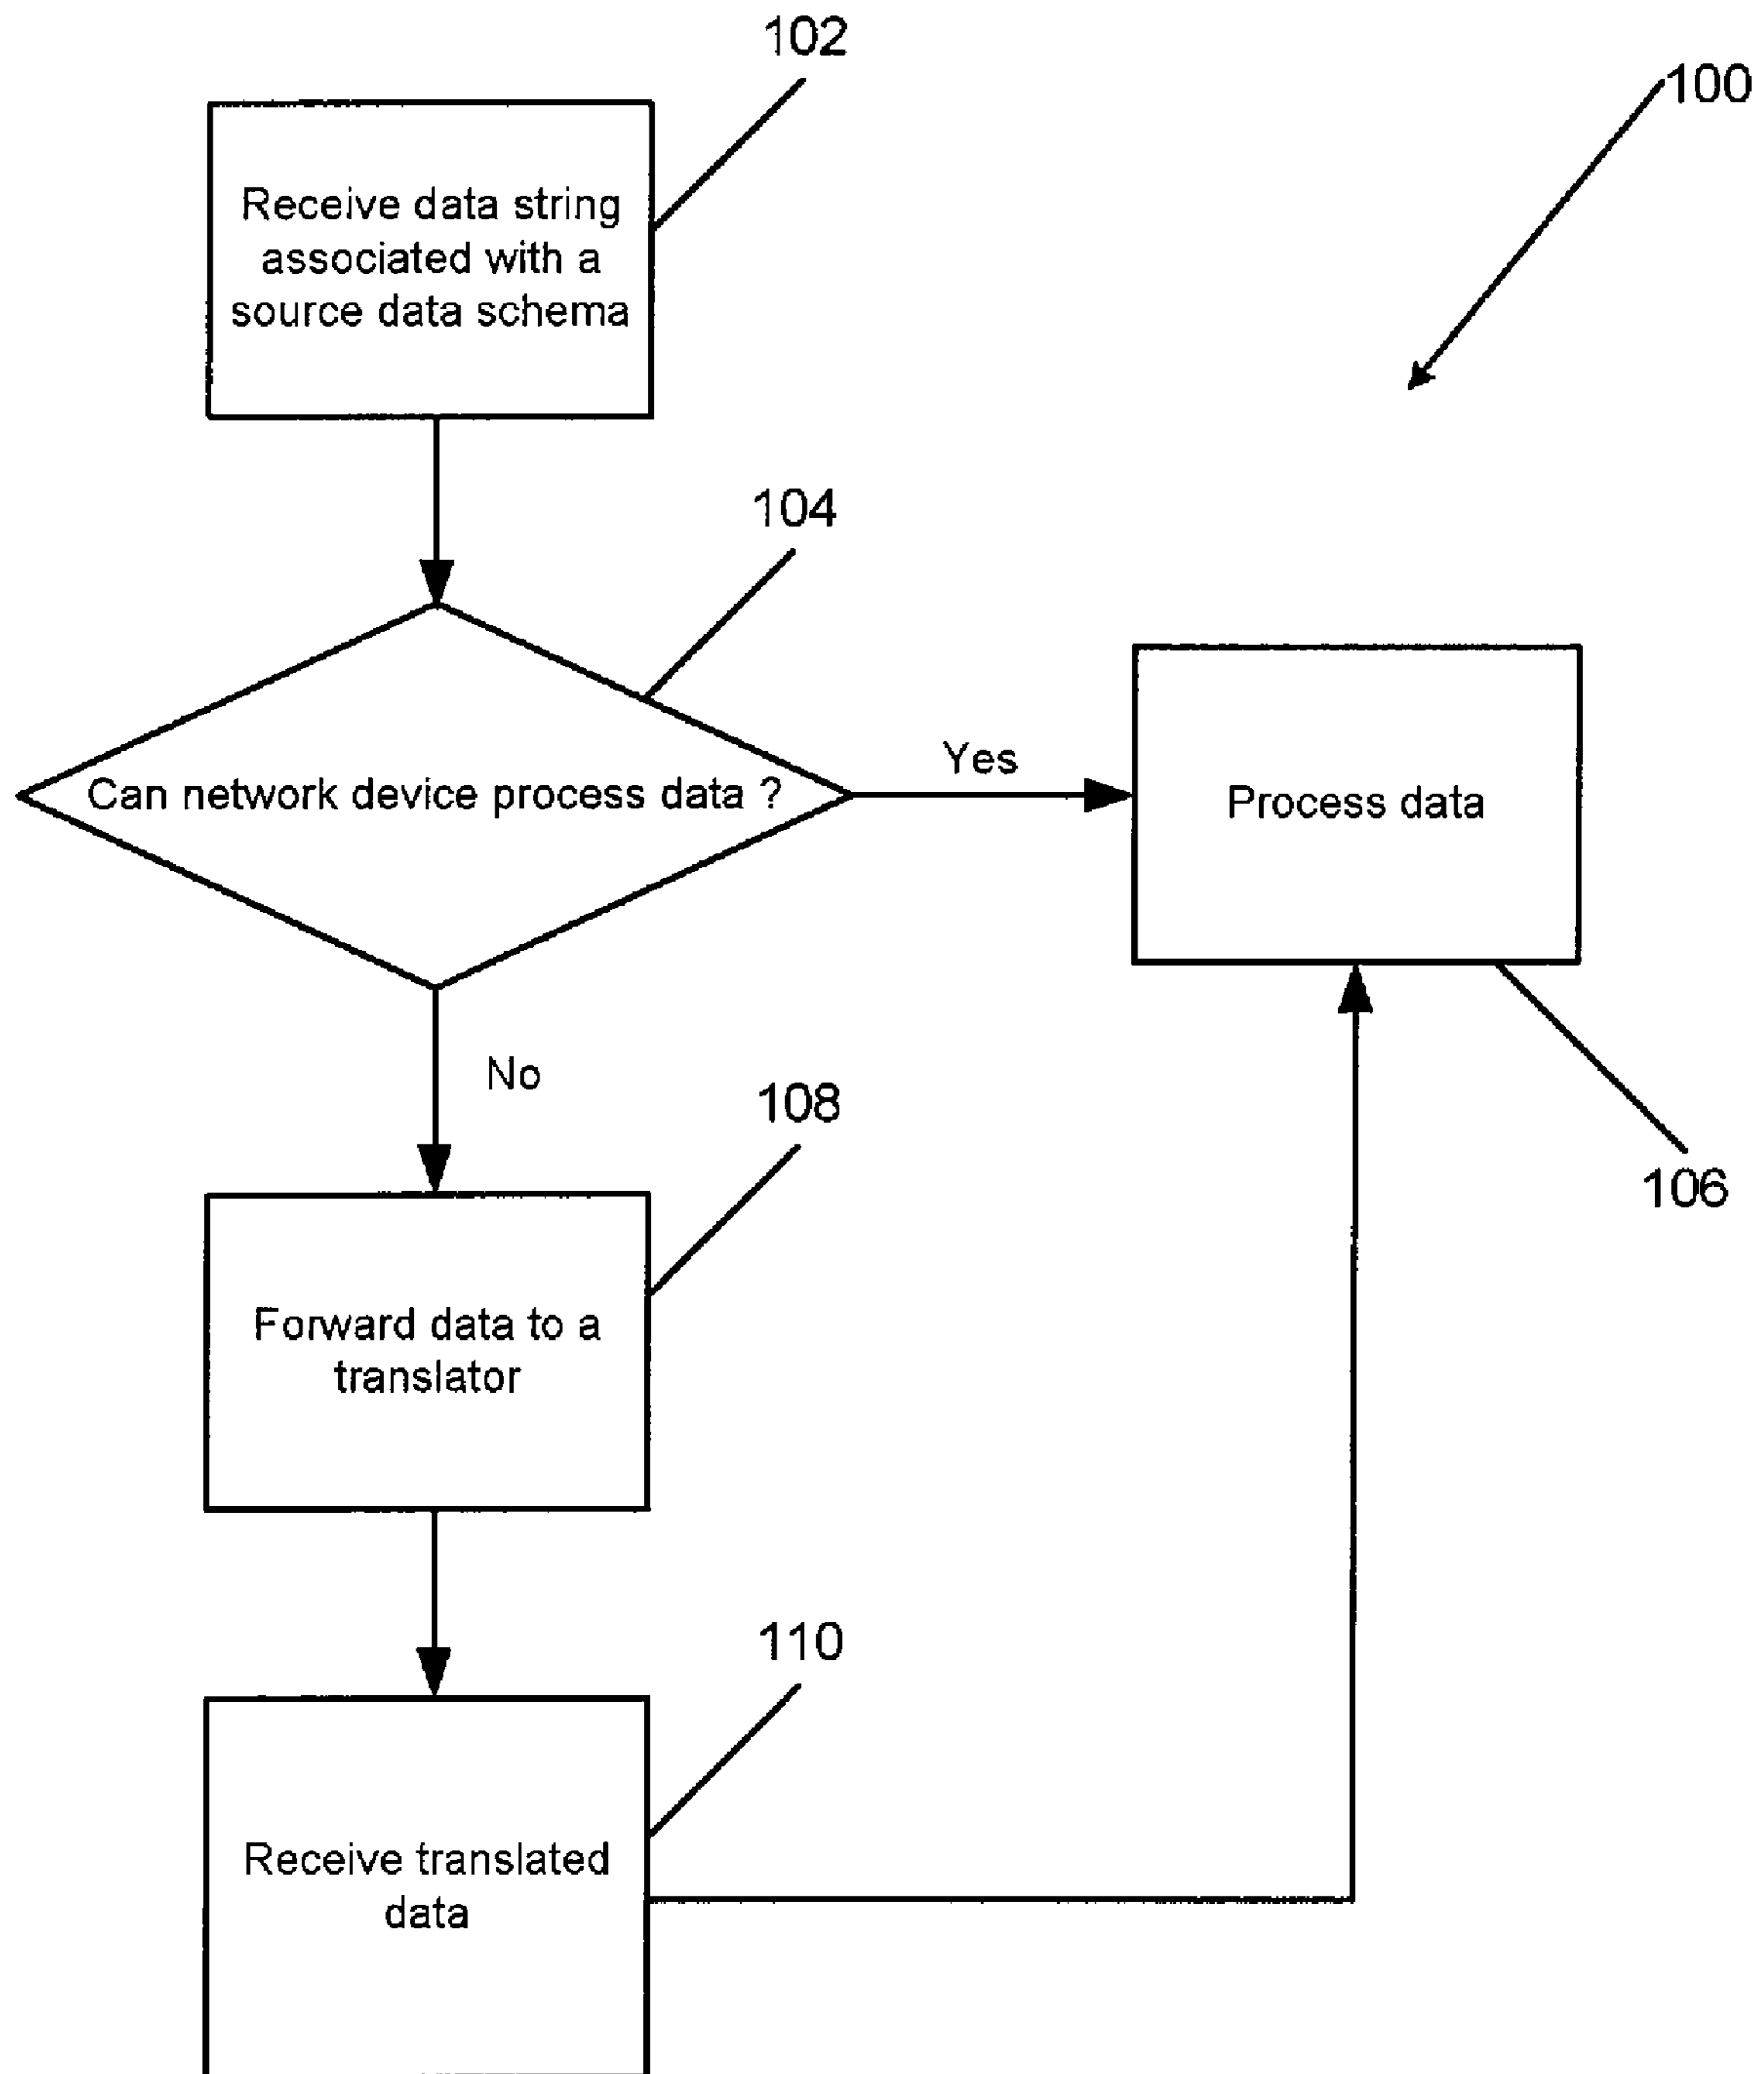 102
100
Receive data string
associated with a
source data schema
104
Can network device process data ?
Yes
Process data
No
108
106
Forward data to a
translator
110
Receive translated
data